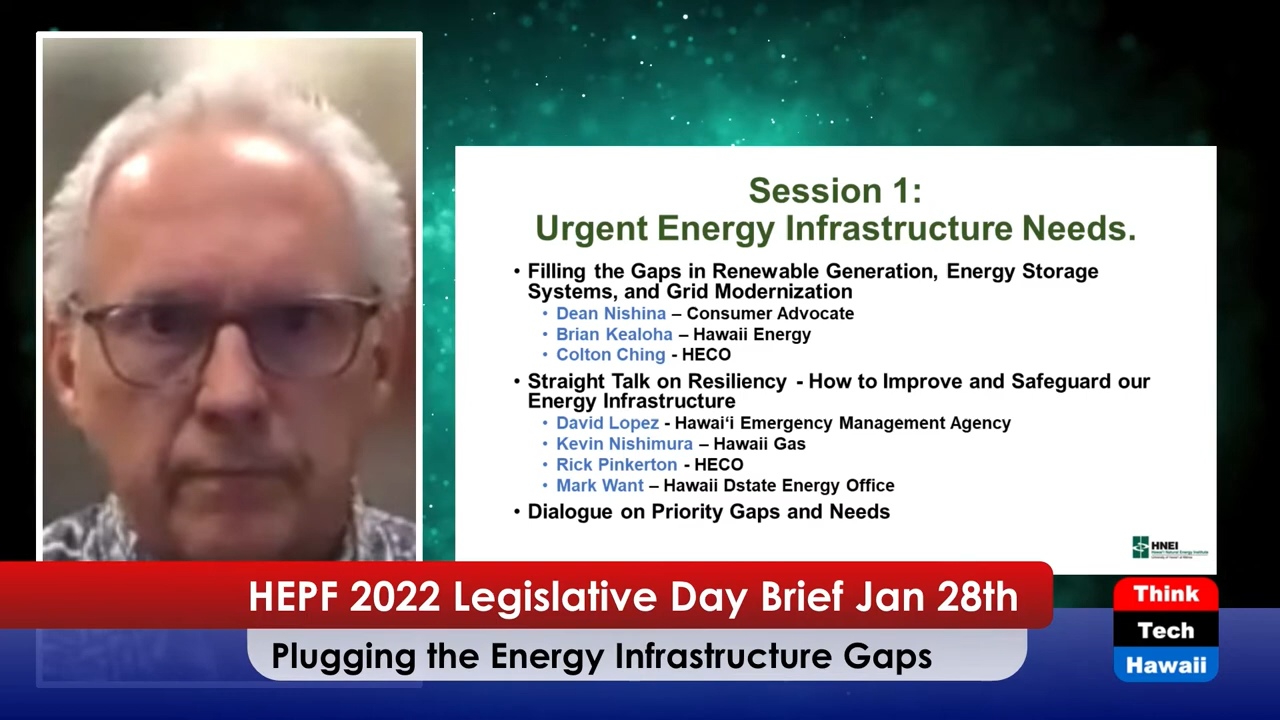 Session 1:
Urgent Energy Infrastructure Needs.
• Filling the Gaps in Renewable Generation, Energy Storage
Systems, and Grid Modernization
• Dean Nishina – Consumer Advocate
• Brian Kealoha – Hawaii Energy
• Colton Ching - HECO
• Straight Talk on Resiliency - How to Improve and Safeguard our
Energy Infrastructure
• David Lopez - Hawaiʻi Emergency Management Agency
• Kevin Nishimura – Hawaii Gas
• Rick Pinkerton - HECO
• Mark Want – Hawaii Dstate Energy Office
• Dialogue on Priority Gaps and Needs
HNEI
Hawaiʻi Natural Energy Institute
HEPF 2022 Legislative Day Brief Jan 28th
Plugging the Energy Infrastructure Gaps
Think
Tech
Hawaii